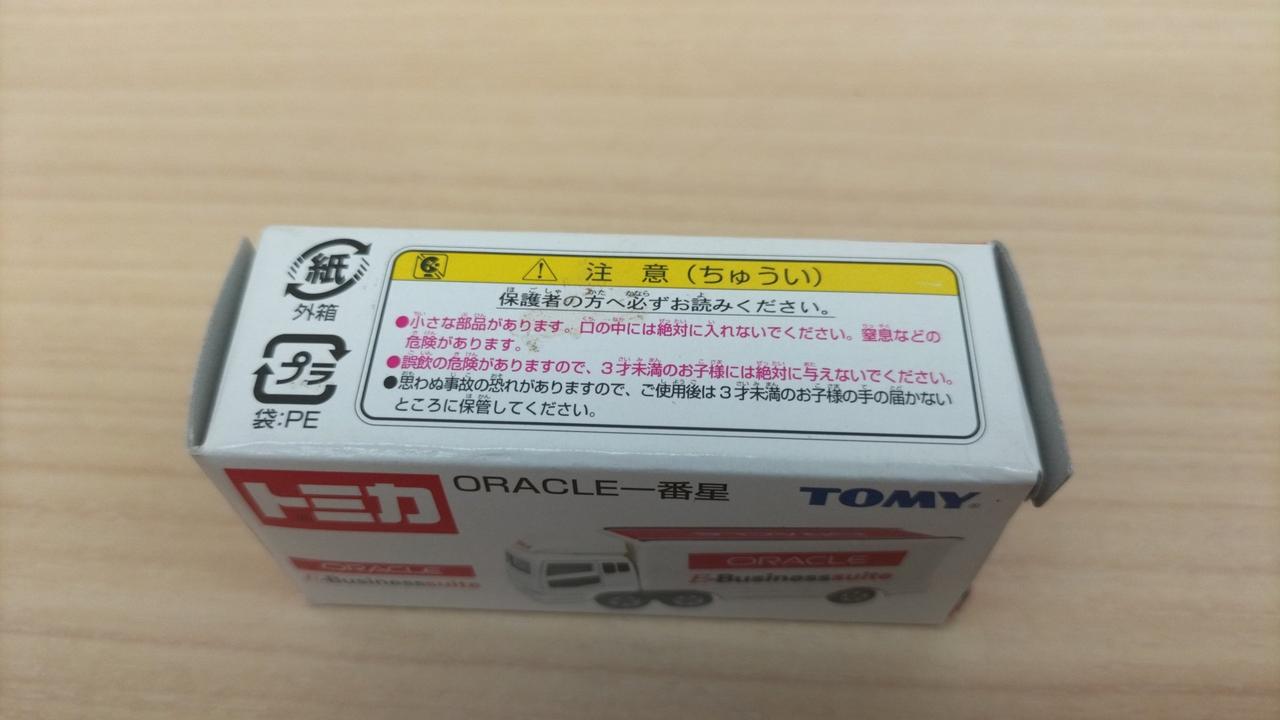 紙
外箱
プラ
袋:PE
注 意 (ちゅうい)
保護者の方へ必ずお読みください。
●小さな部品があります。口の中には絶対に入れないでください。窒息などの
危険があります。
●誤飲の危険がありますので、3才未満のお子様には絶対に与えないでください。
●思わぬ事故の恐れがありますので、ご使用後は3才未満のお子様の手の届かない
ところに保管してください。
トミカ
ORACLE一番星
TOMY
ORACLE
E-Businesssuite
ORACLE
E-Businesssuite